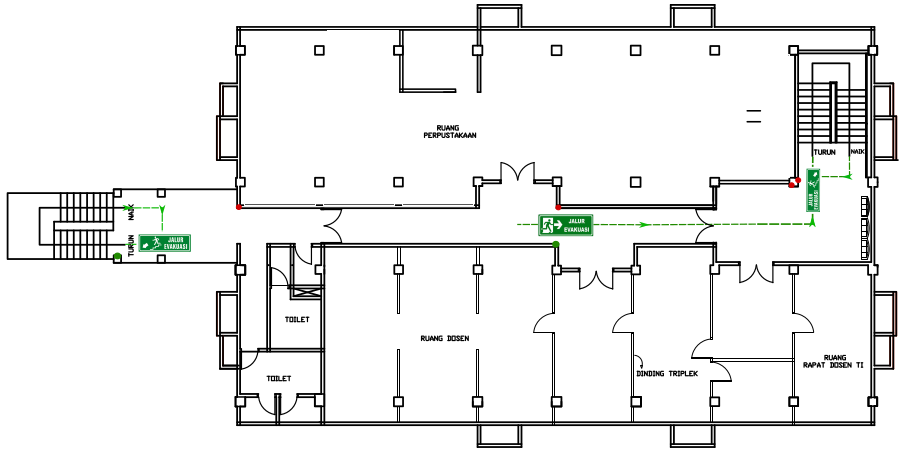 RUANG
PERPUSTAKAAN
TURUN
NAIK
JALUR
EVAKUASI
NAIK
TURUN
JALUR
EVAKUASI
JALUR
EVAKUASI
TOILET
RUANG DOSEN
TOILET
DINDING TRIPLEK
RUANG
RAPAT DOSEN TI